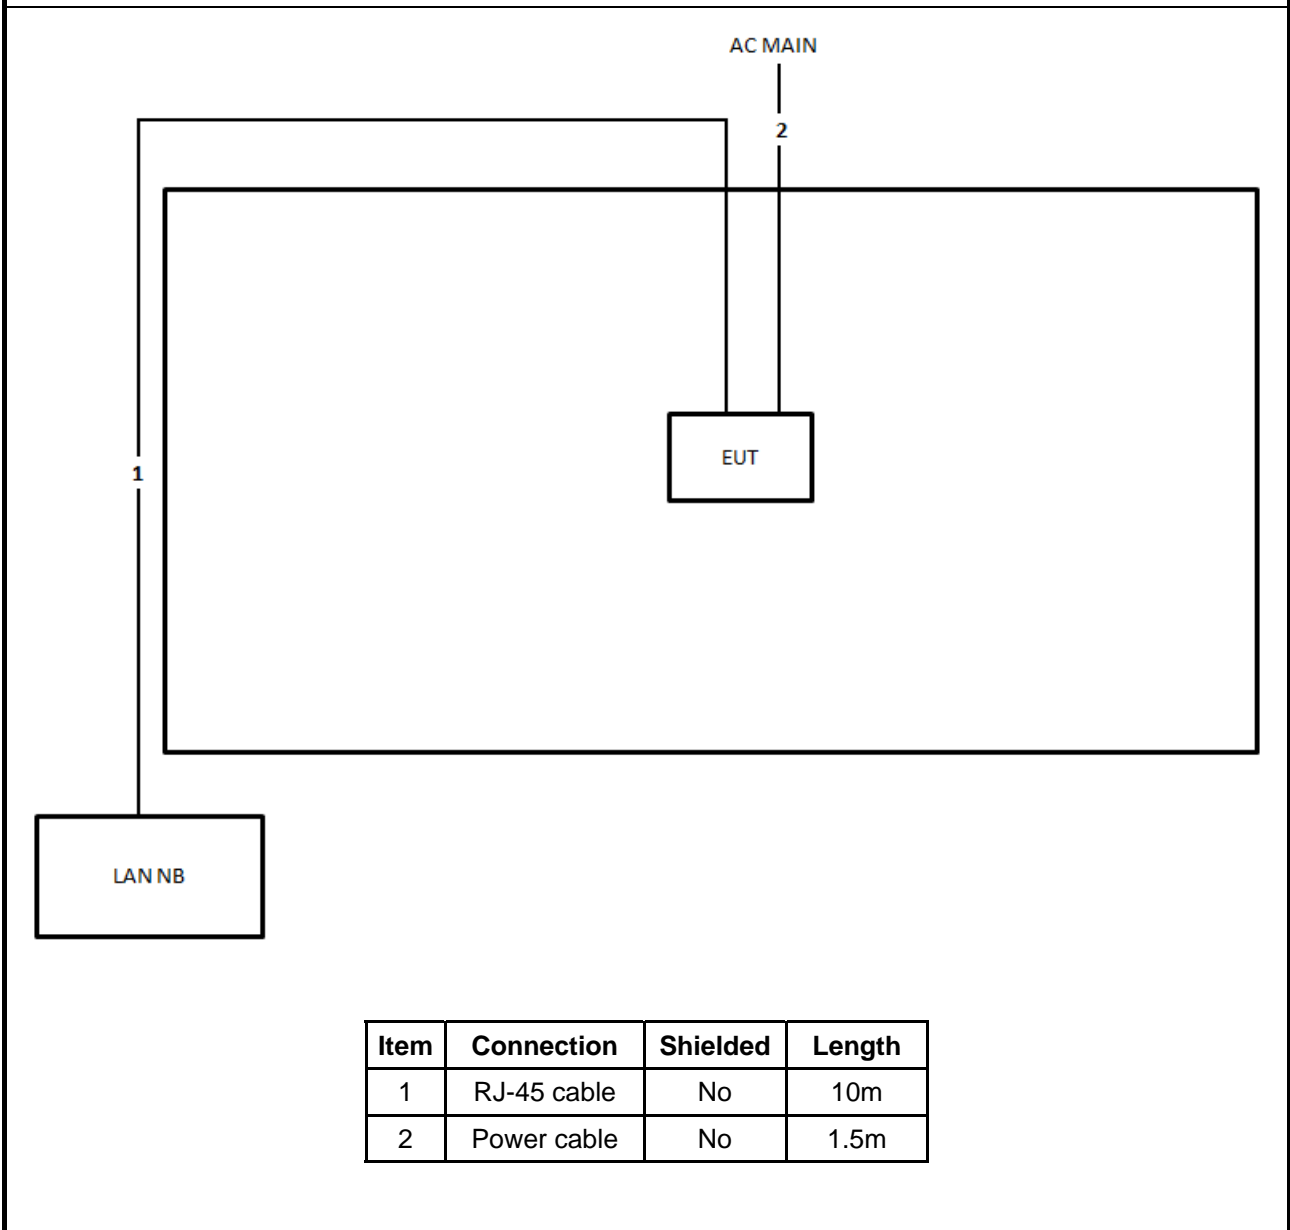 AC MAIN
2
EUT
1
LAN NB
Item Connection Shielded Length
1 RJ-45 cable No 10m
2 Power cable No 1.5m